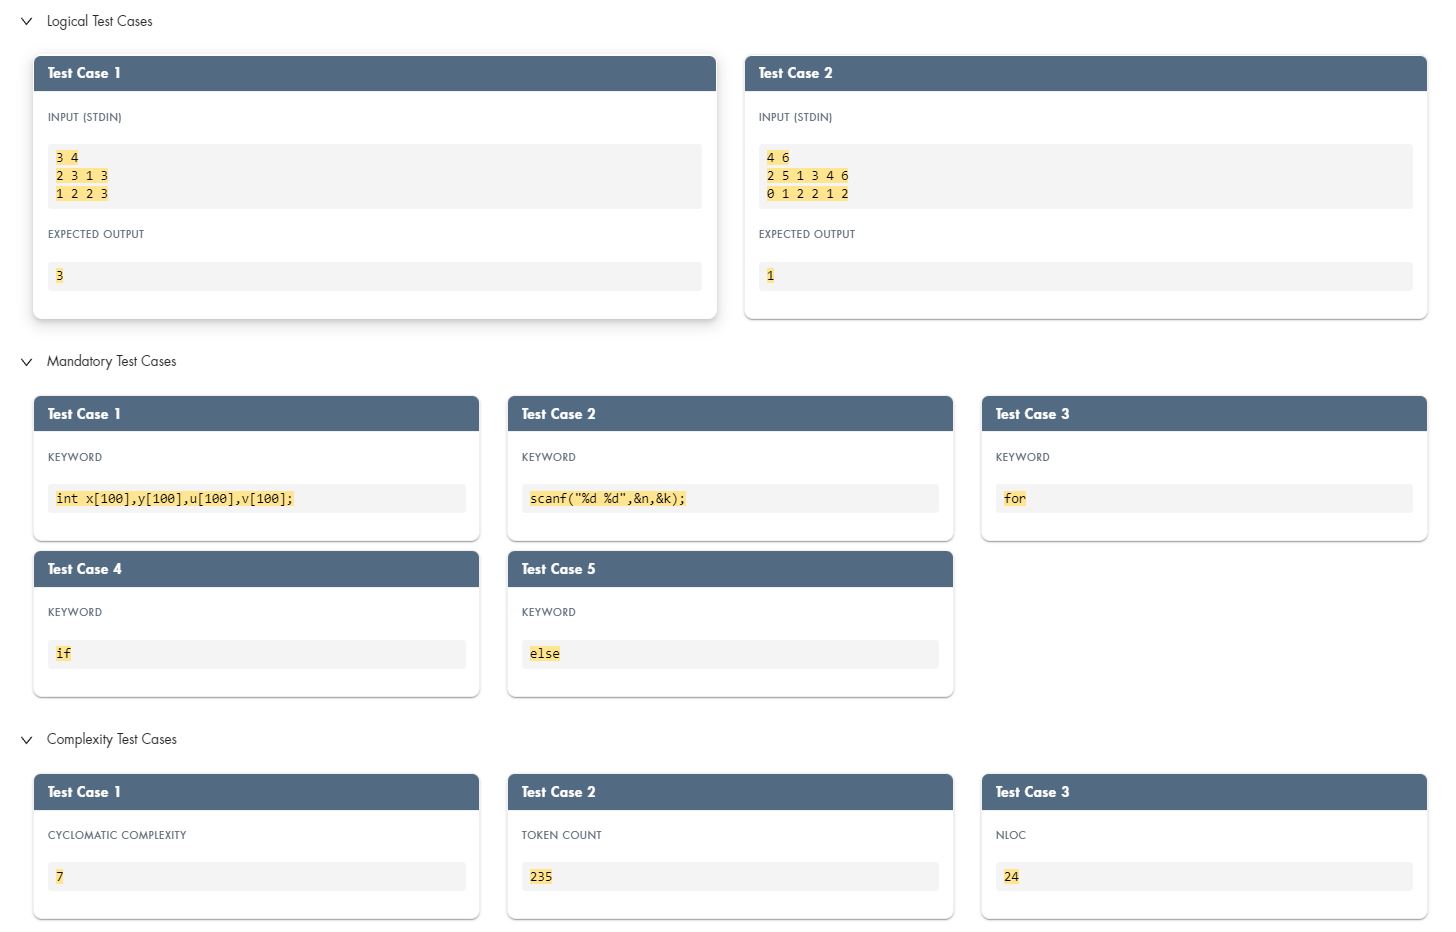 Logical Test Cases
Test Case 1
INPUT (STDIN)
3 4
2 3 1 3
1 2 2 3
EXPECTED OUTPUT
3
Test Case 2
INPUT (STDIN)
4 6
2 5 1 3 4 6
0 1 2 2 1 2
EXPECTED OUTPUT
1
Mandatory Test Cases
Test Case 1
KEYWORD
int x[100],y[100],u[100],v[100];
Test Case 2
KEYWORD
scanf("%d %d",&n,&k);
Test Case 3
KEYWORD
for
Test Case 4
KEYWORD
if
Test Case 5
KEYWORD
else
Complexity Test Cases
Test Case 1
CYCLOMATIC COMPLEXITY
7
Test Case 2
TOKEN COUNT
235
Test Case 3
NLOC
24